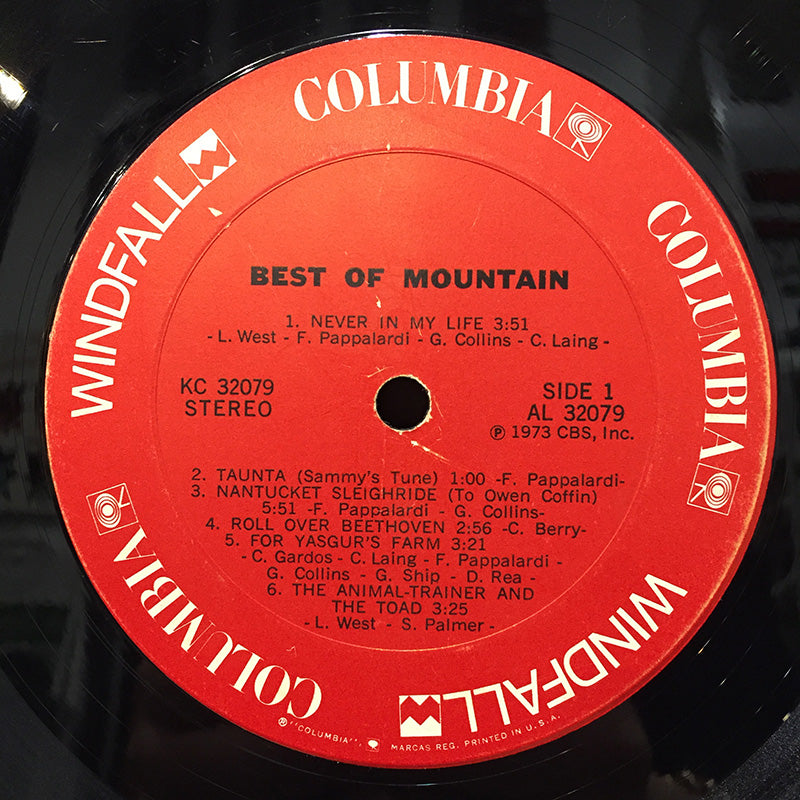 COLUMBIA
COLUMBIA
WINDFALL
WINDFALL
COLUMBIA
BEST OF MOUNTAIN
1. NEVER IN MY LIFE 3:51
- L. West - F. Pappalardi - G. Collins - C. Laing -
KC 32079
STEREO
SIDE 1
AL 32079
℗ 1973 CBS, Inc.
2. TAUNTA (Sammy's Tune) 1:00 -F. Pappalardi-
3. NANTUCKET SLEIGHRIDE (To Owen Coffin)
5:51 -F. Pappalardi - G. Collins-
4. ROLL OVER BEETHOVEN 2:56 -C. Berry-
5. FOR YASGUR'S FARM 3:21
- C. Gardos - C. Laing - F. Pappalardi -
G. Collins - G. Ship - D. Rea -
6. THE ANIMAL-TRAINER AND
THE TOAD 3:25
- L. West - S. Palmer -
® "COLUMBIA", MARCAS REG. PRINTED IN U.S.A.